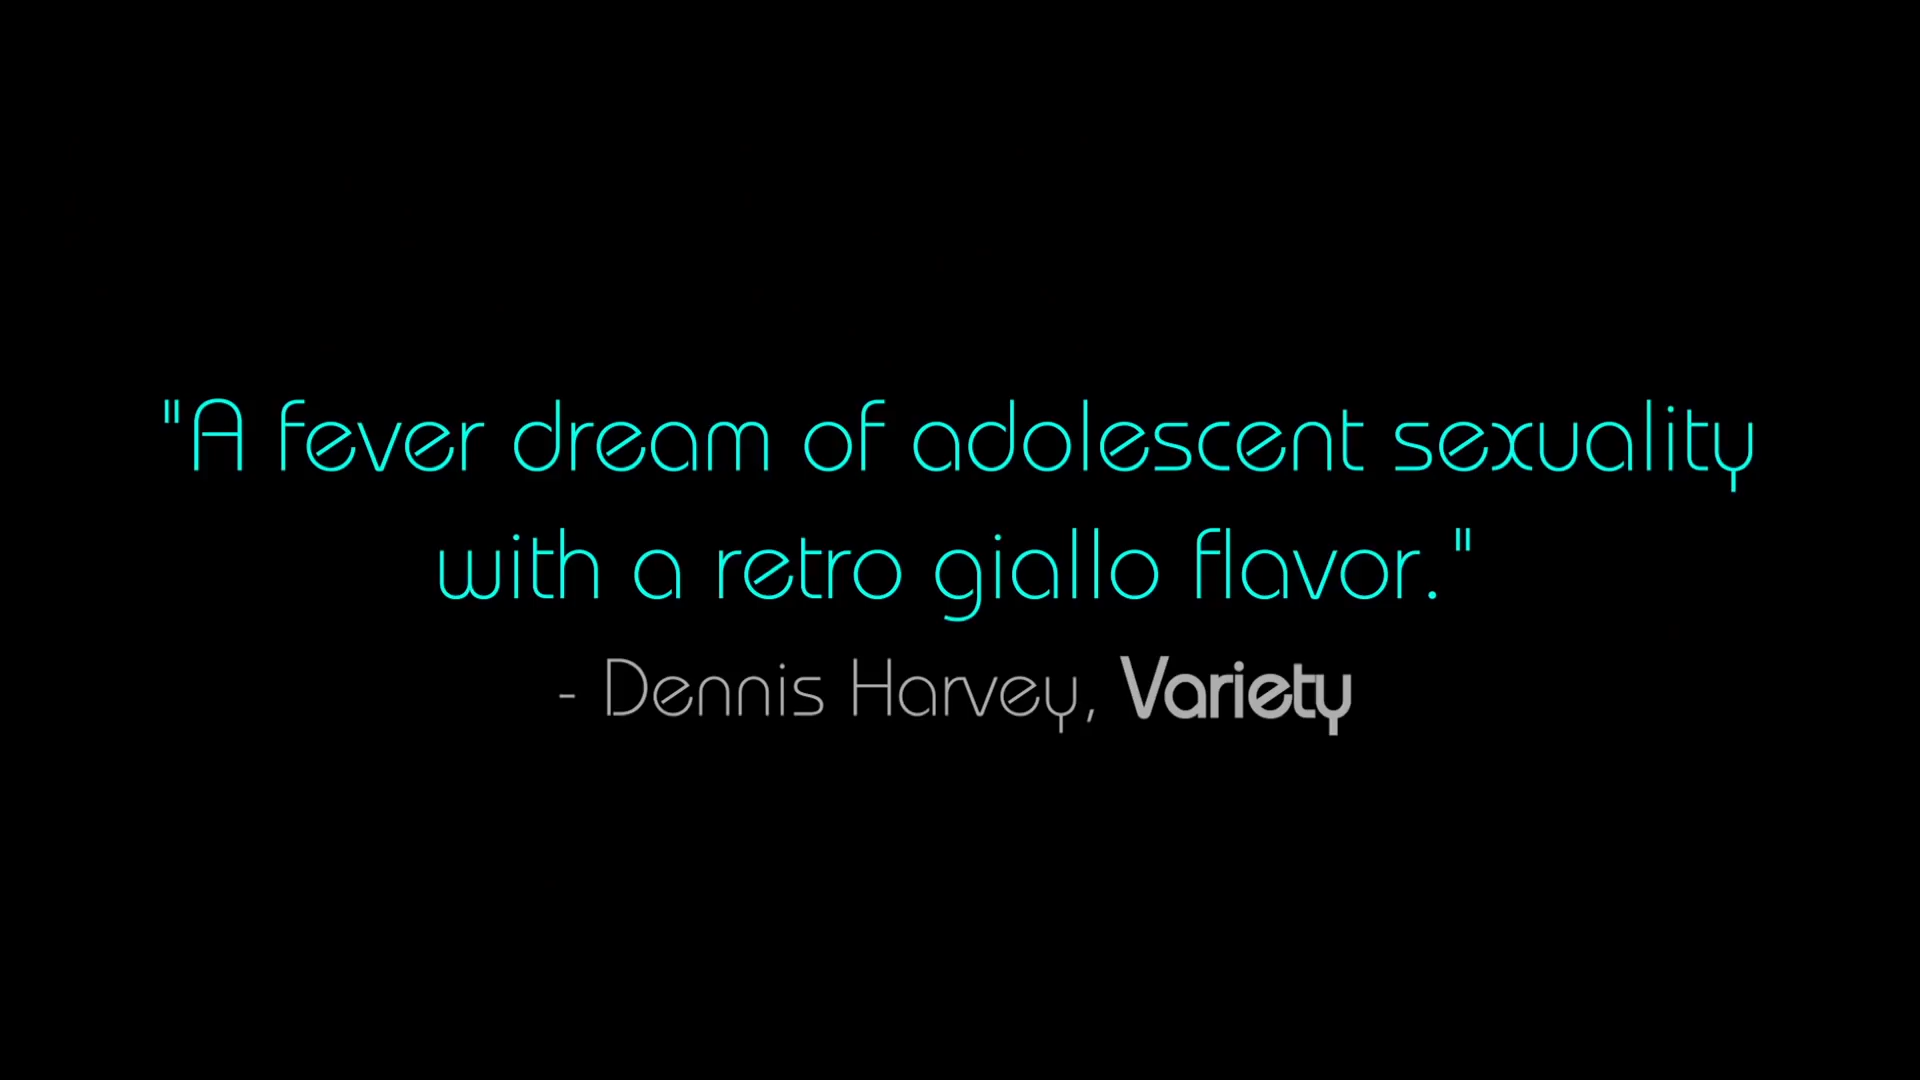 "A fever dream of adolescent sexuality
with a retro giallo flavor."
- Dennis Harvey, Variety